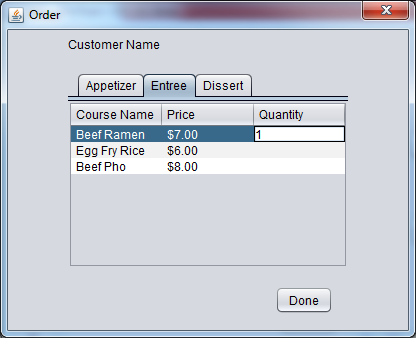 Order
Customer Name
Appetizer Entree Dissert
Course Name Price Quantity
Beef Ramen $7.00 1
Egg Fry Rice $6.00
Beef Pho $8.00
Done